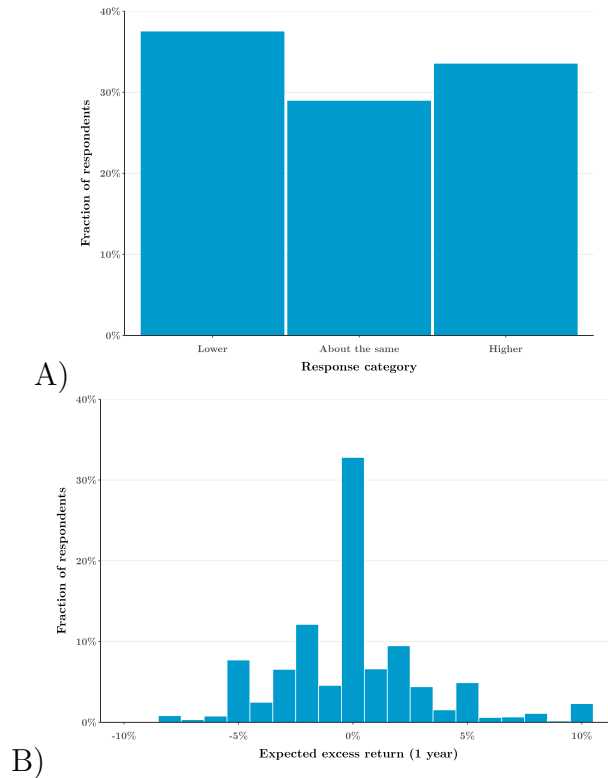 40%
30%
20%
10%
0%
Fraction of respondents
Lower About the same Higher
Response category
A)
40%
30%
20%
10%
0%
Fraction of respondents
-10% -5% 0% 5% 10%
Expected excess return (1 year)
B)